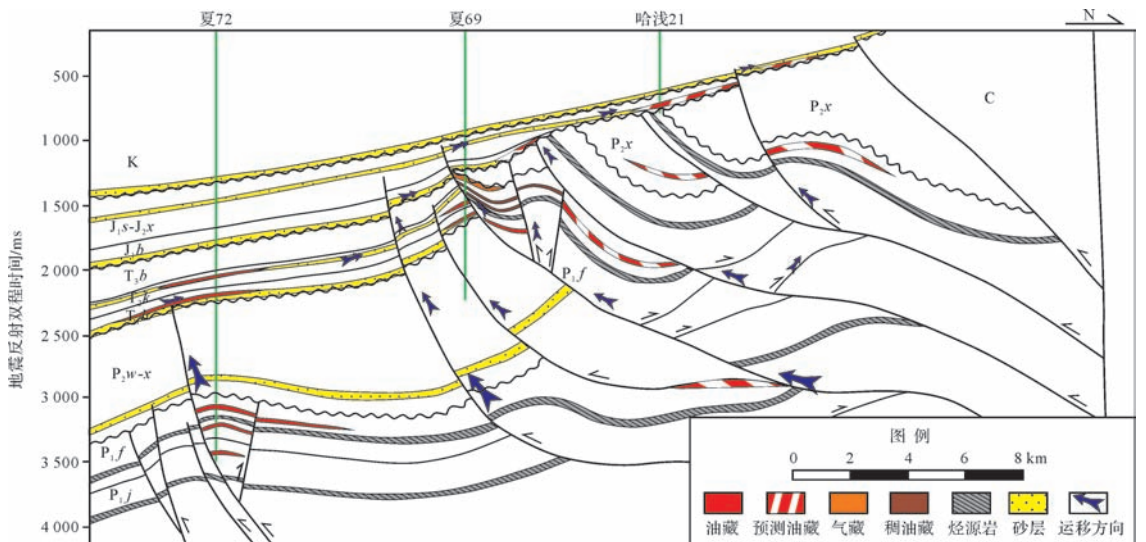 夏72
夏69
哈浅21
N
500
1 000
1 500
2 000
2 500
3 000
3 500
4 000
地震反射双程时间/ms
K
J₁s-J₂x
J₁b
T₃b
P₂w-x
P₁f
P₁j
P₁f
P₂x
P₂x
C
图 例
0 2 4 6 8 km
油藏 预测油藏 气藏 稠油藏 烃源岩 砂层 运移方向